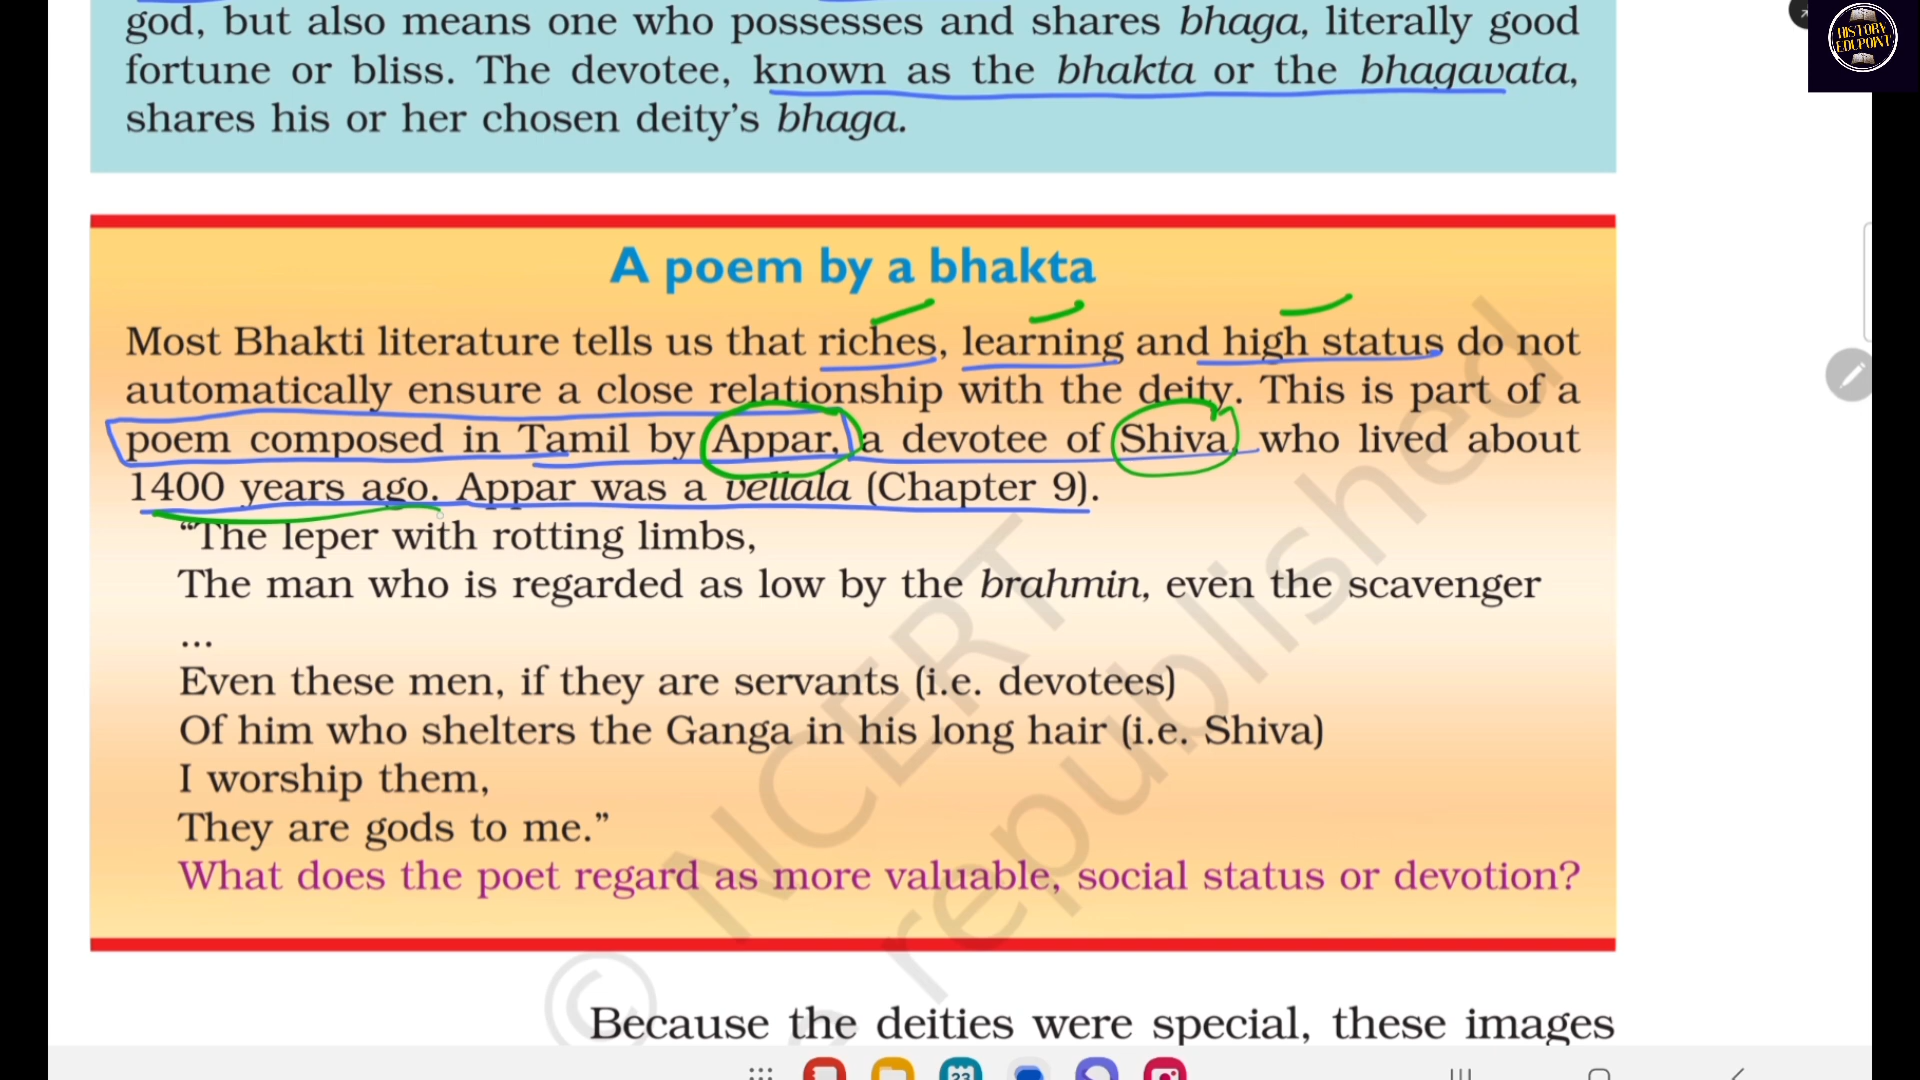 god, but also means one who possesses and shares bhaga, literally good
fortune or bliss. The devotee, known as the bhakta or the bhagavata,
shares his or her chosen deity’s bhaga.
HISTORY
EDUPOINT
A poem by a bhakta
Most Bhakti literature tells us that riches, learning and high status do not
automatically ensure a close relationship with the deity. This is part of a
poem composed in Tamil by Appar, a devotee of Shiva, who lived about
1400 years ago. Appar was a vellala (Chapter 9).
“The leper with rotting limbs,
The man who is regarded as low by the brahmin, even the scavenger
...
Even these men, if they are servants (i.e. devotees)
Of him who shelters the Ganga in his long hair (i.e. Shiva)
I worship them,
They are gods to me.”
What does the poet regard as more valuable, social status or devotion?
© NCERT
republished
Because the deities were special, these images
23